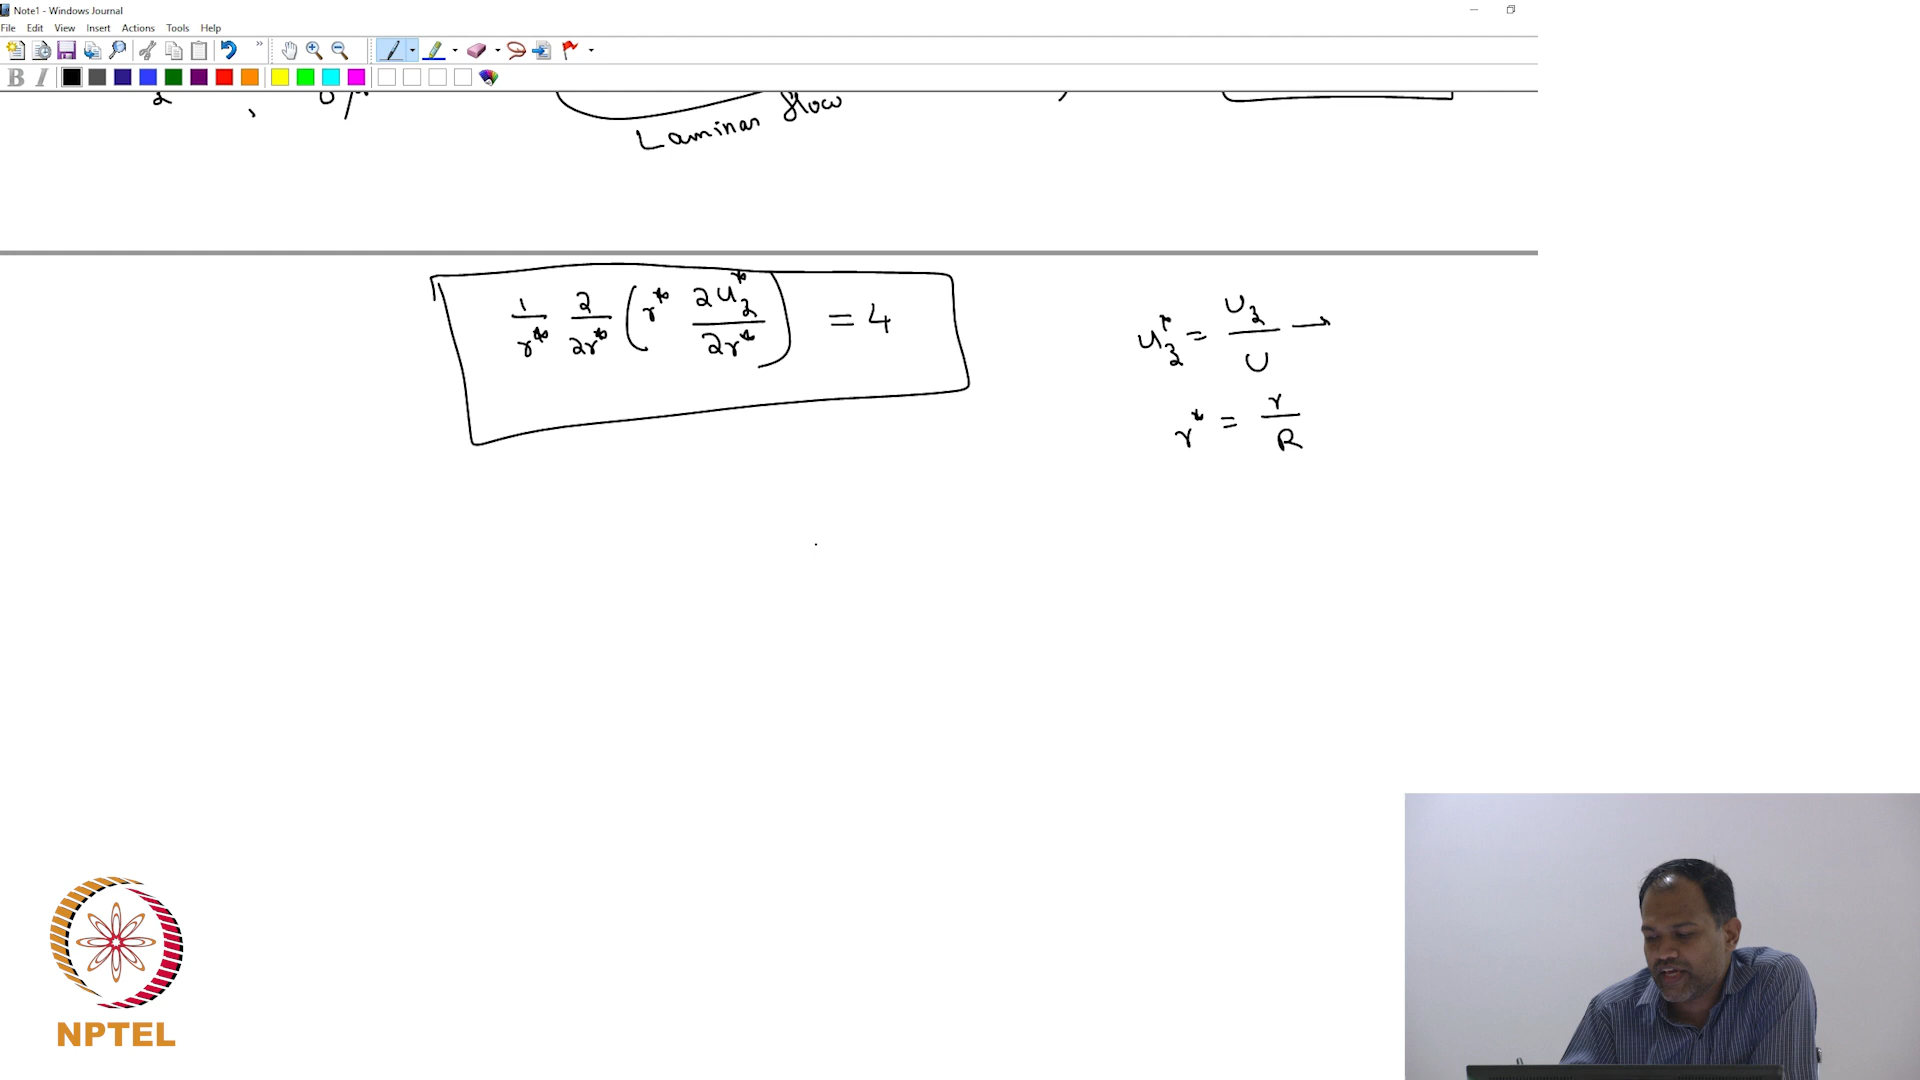 Note1 - Windows Journal
File Edit View Insert Actions Tools Help
B I
Laminar flow
1/r* ∂/∂r* (r* ∂u_z*/∂r*) = 4
u_z* = u_z/U →
r* = r/R
NPTEL